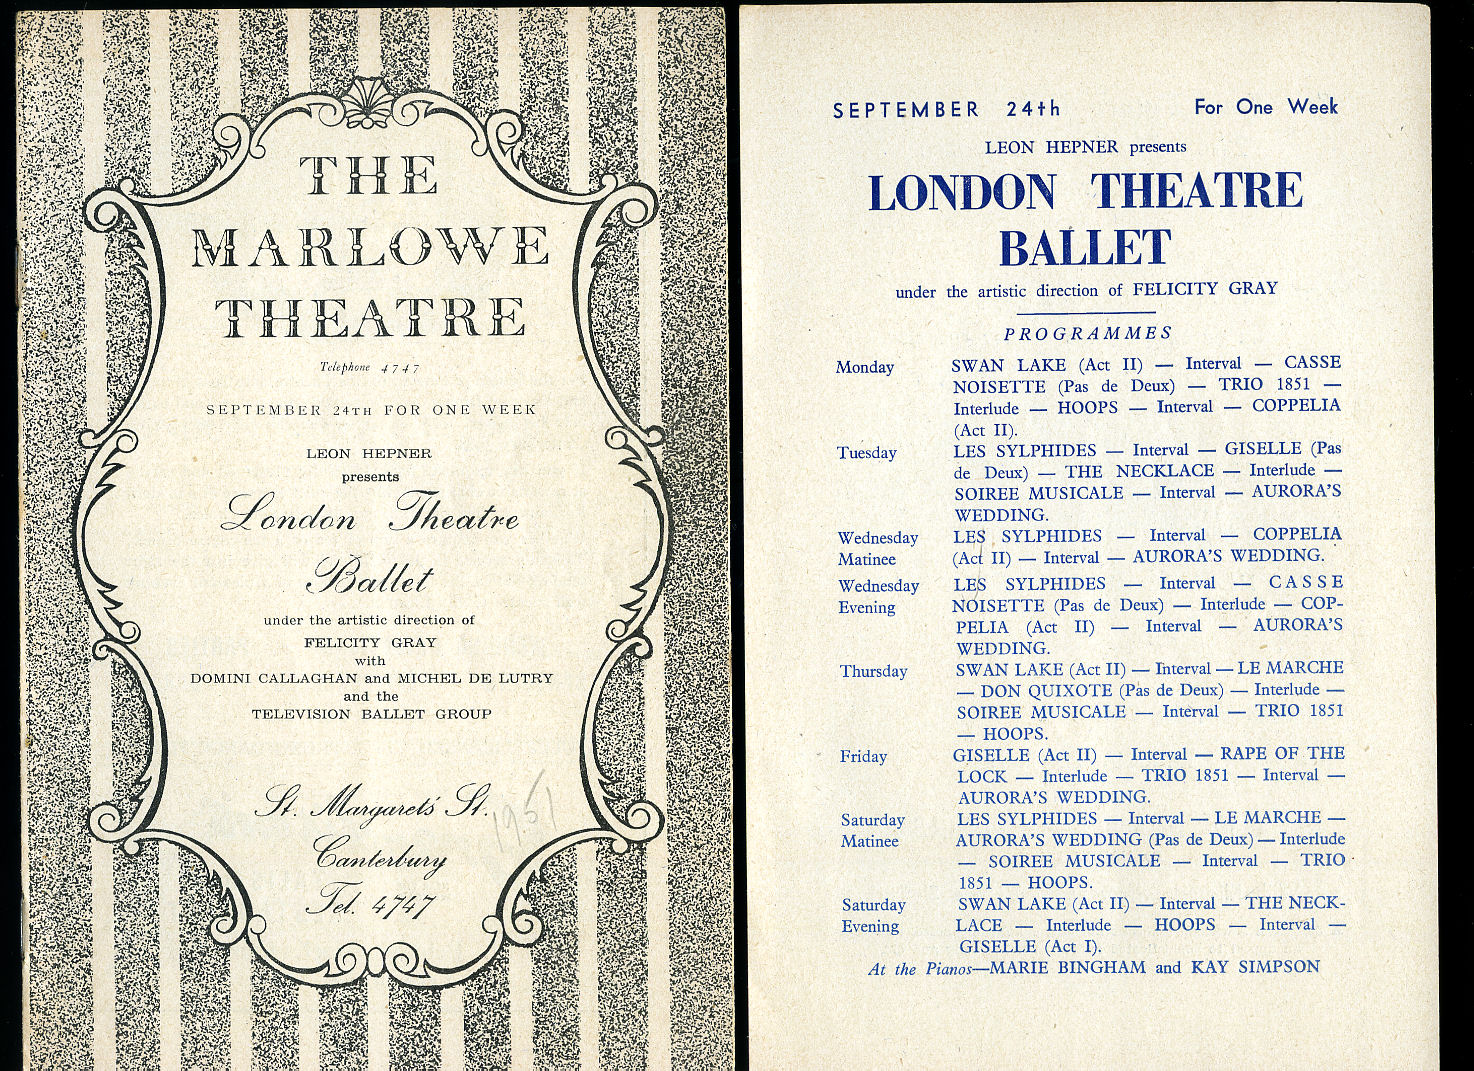 THE
MARLOWE
THEATRE
Telephone 4747
SEPTEMBER 24TH FOR ONE WEEK
LEON HEPNER
presents
London Theatre
Ballet
under the artistic direction of
FELICITY GRAY
with
DOMINI CALLAGHAN and MICHEL DE LUTRY
and the
TELEVISION BALLET GROUP
St. Margaret's St.
1951
Canterbury
Tel. 4747
SEPTEMBER 24th For One Week
LEON HEPNER presents
LONDON THEATRE
BALLET
under the artistic direction of FELICITY GRAY
PROGRAMMES
Monday SWAN LAKE (Act II) — Interval — CASSE
NOISETTE (Pas de Deux) — TRIO 1851 —
Interlude — HOOPS — Interval — COPPELIA
(Act II).
Tuesday LES SYLPHIDES — Interval — GISELLE (Pas
de Deux) — THE NECKLACE — Interlude —
SOIREE MUSICALE — Interval — AURORA'S
WEDDING.
Wednesday LES SYLPHIDES — Interval — COPPELIA
Matinee (Act II) — Interval — AURORA'S WEDDING.
Wednesday LES SYLPHIDES — Interval — CASSE
Evening NOISETTE (Pas de Deux) — Interlude — COP-
PELIA (Act II) — Interval — AURORA'S
WEDDING.
Thursday SWAN LAKE (Act II) — Interval — LE MARCHE
— DON QUIXOTE (Pas de Deux) — Interlude —
SOIREE MUSICALE — Interval — TRIO 1851
— HOOPS.
Friday GISELLE (Act II) — Interval — RAPE OF THE
LOCK — Interlude — TRIO 1851 — Interval —
AURORA'S WEDDING.
Saturday LES SYLPHIDES — Interval — LE MARCHE —
Matinee AURORA'S WEDDING (Pas de Deux) — Interlude
— SOIREE MUSICALE — Interval — TRIO
1851 — HOOPS.
Saturday SWAN LAKE (Act II) — Interval — THE NECK-
Evening LACE — Interlude — HOOPS — Interval —
GISELLE (Act I).
At the Pianos—MARIE BINGHAM and KAY SIMPSON